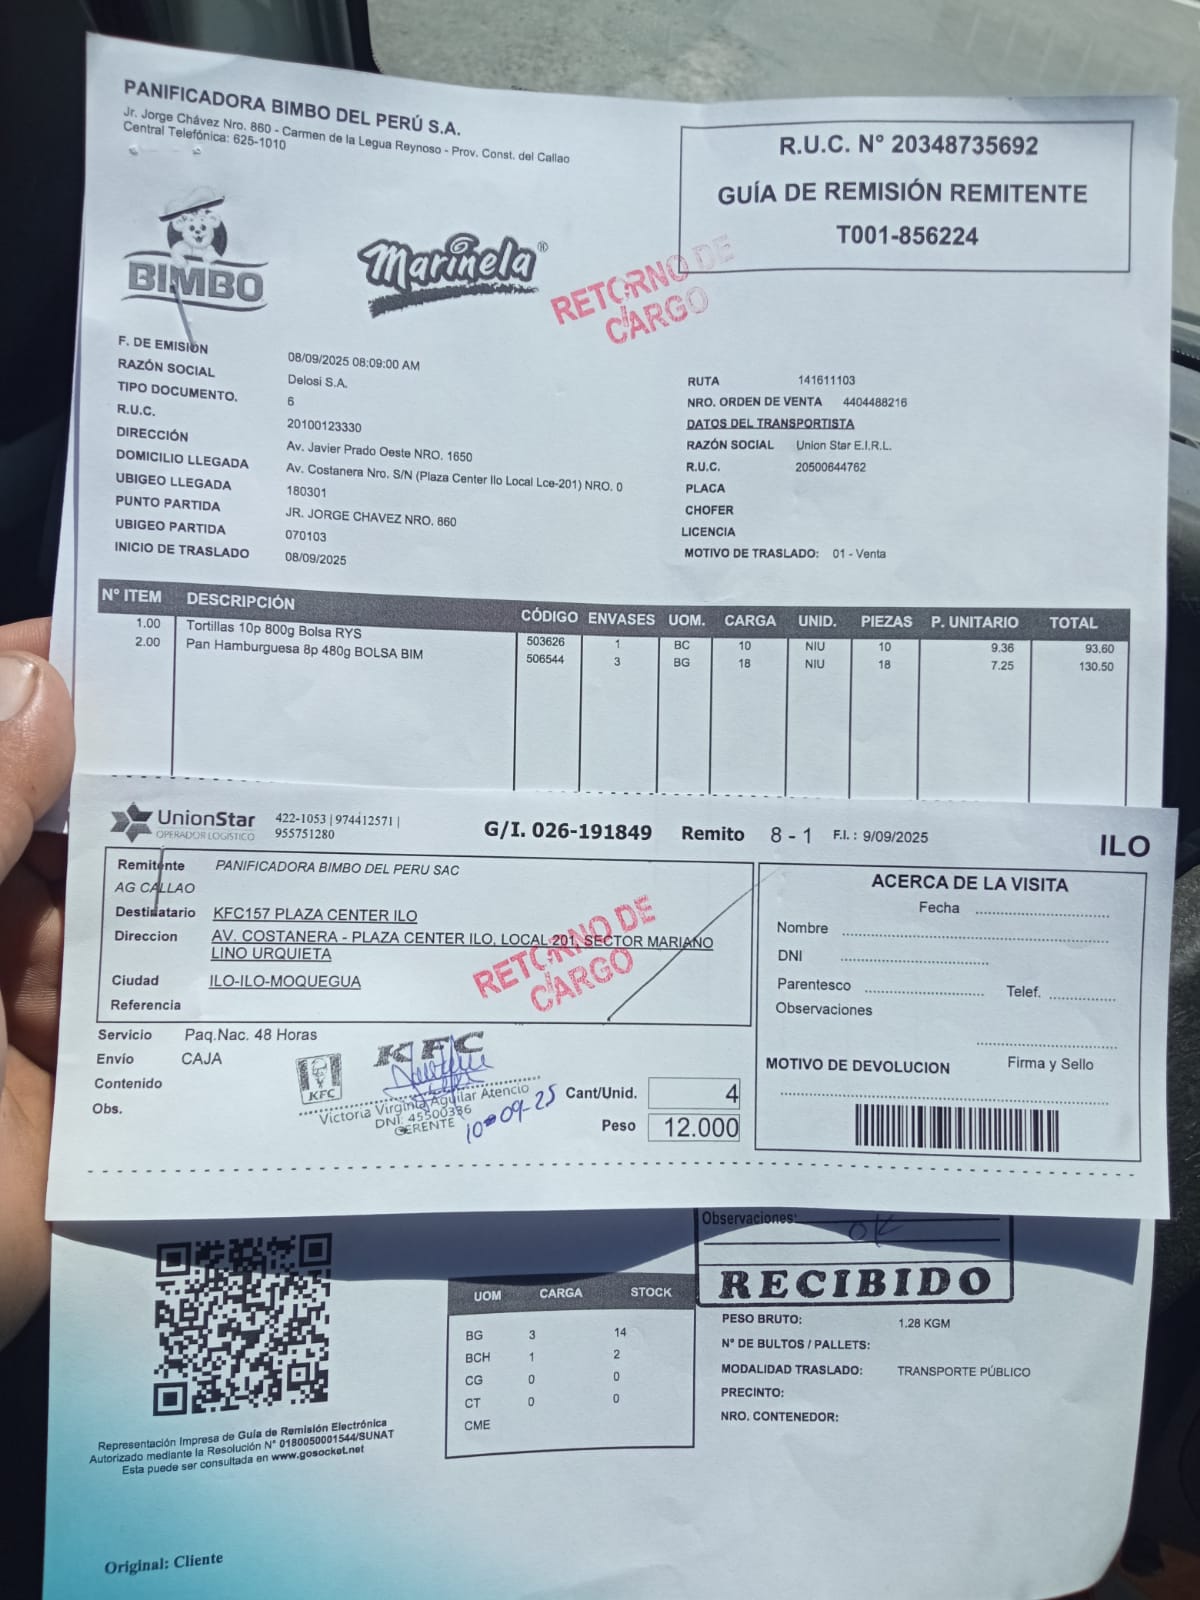 PANIFICADORA BIMBO DEL PERÚ S.A.
Jr. Jorge Chávez Nro. 860 - Carmen de la Legua Reynoso - Prov. Const. del Callao
Central Telefónica: 625-1010
R.U.C. N° 20348735692
GUÍA DE REMISIÓN REMITENTE
T001-856224
BIMBO
Marinela®
RETORNO DE
CARGO
F. DE EMISIÓN 08/09/2025 08:09:00 AM
RAZÓN SOCIAL Delosi S.A.
TIPO DOCUMENTO. 6
R.U.C. 20100123330
DIRECCIÓN Av. Javier Prado Oeste NRO. 1650
DOMICILIO LLEGADA Av. Costanera Nro. S/N (Plaza Center Ilo Local Lce-201) NRO. 0
UBIGEO LLEGADA 180301
PUNTO PARTIDA JR. JORGE CHAVEZ NRO. 860
UBIGEO PARTIDA 070103
INICIO DE TRASLADO 08/09/2025
RUTA 141611103
NRO. ORDEN DE VENTA 4404488216
DATOS DEL TRANSPORTISTA
RAZÓN SOCIAL Union Star E.I.R.L.
R.U.C. 20500644762
PLACA
CHOFER
LICENCIA
MOTIVO DE TRASLADO: 01 - Venta
N° ITEM DESCRIPCIÓN CÓDIGO ENVASES UOM. CARGA UNID. PIEZAS P. UNITARIO TOTAL
1.00 Tortillas 10p 800g Bolsa RYS 503626 1 BC 10 NIU 10 9.36 93.60
2.00 Pan Hamburguesa 8p 480g BOLSA BIM 506544 3 BG 18 NIU 18 7.25 130.50
UnionStar
OPERADOR LOGISTICO
422-1053 | 974412571 |
955751280
G/I. 026-191849 Remito 8 - 1 F.I. : 9/09/2025 ILO
Remitente PANIFICADORA BIMBO DEL PERU SAC
AG CALLAO
Destinatario KFC157 PLAZA CENTER ILO
Direccion AV. COSTANERA - PLAZA CENTER ILO, LOCAL 201, SECTOR MARIANO
LINO URQUIETA
Ciudad ILO-ILO-MOQUEGUA
Referencia
RETORNO DE
CARGO
ACERCA DE LA VISITA
Fecha
Nombre
DNI
Parentesco Telef.
Observaciones
MOTIVO DE DEVOLUCION Firma y Sello
Servicio Paq.Nac. 48 Horas
Envio CAJA
Contenido
Obs.
KFC
KFC
Victoria Virginia Aguilar Atencio
DNI: 45500336
GERENTE
10-09-25
Cant/Unid. 4
Peso 12.000
Observaciones: OK
RECIBIDO
UOM CARGA STOCK
BG 3 14
BCH 1 2
CG 0 0
CT 0 0
CME
PESO BRUTO: 1.28 KGM
N° DE BULTOS / PALLETS:
MODALIDAD TRASLADO: TRANSPORTE PÚBLICO
PRECINTO:
NRO. CONTENEDOR:
Representación Impresa de Guía de Remisión Electrónica
Autorizado mediante la Resolución N° 0180050001544/SUNAT
Esta puede ser consultada en www.gosocket.net
Original: Cliente